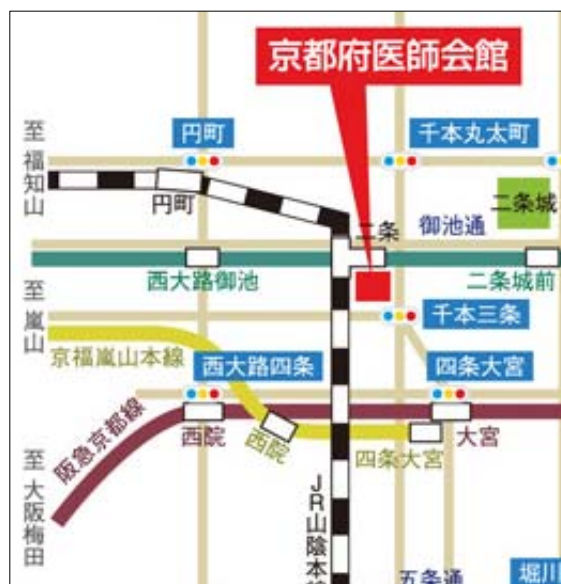 京都府医師会館
至福知山
円町
千本丸太町
円町
二条
御池通
二条城
西大路御池
二条城前
至嵐山
千本三条
京福嵐山本線
西大路四条
四条大宮
阪急京都線
西院
西院
大宮
四条大宮
至大阪梅田
JR山陰本線
五条通
堀川